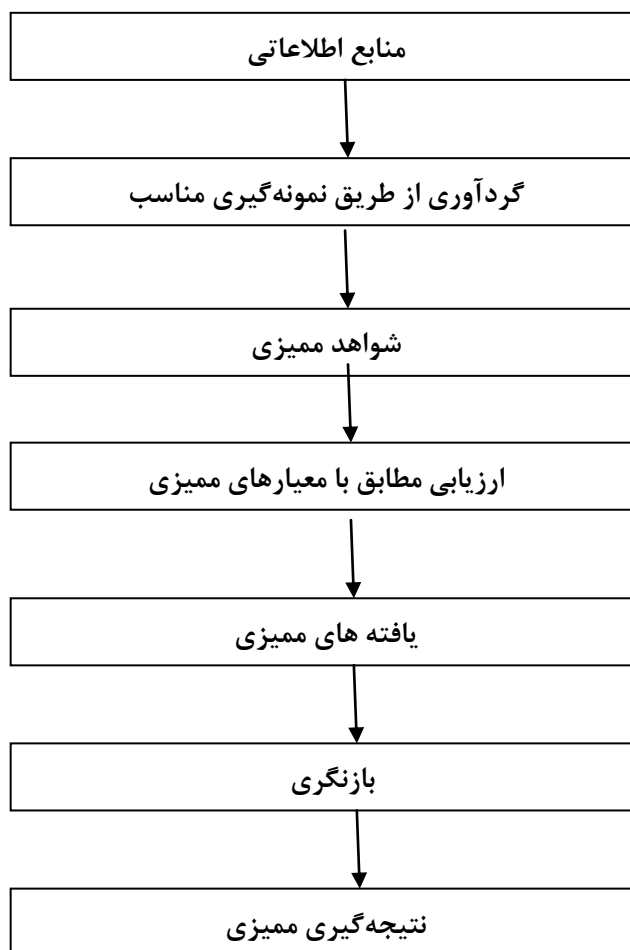 منابع اطلاعاتی
گردآوری از طریق نمونه‌گیری مناسب
شواهد ممیزی
ارزیابی مطابق با معیارهای ممیزی
یافته های ممیزی
بازنگری
نتیجه‌گیری ممیزی